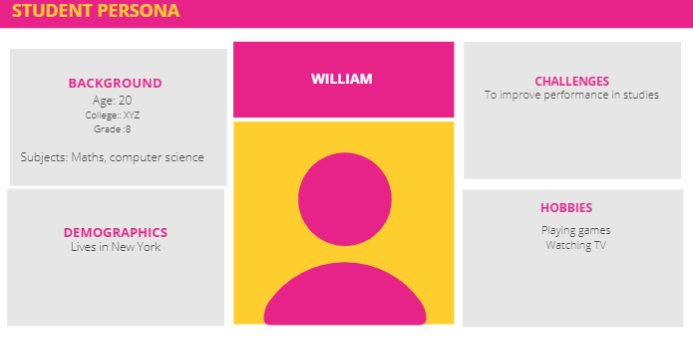 STUDENT PERSONA
BACKGROUND
Age: 20
College:: XYZ
Grade :8
Subjects: Maths, computer science
DEMOGRAPHICS
Lives in New York
WILLIAM
CHALLENGES
To improve performance in studies
HOBBIES
Playing games
Watching TV